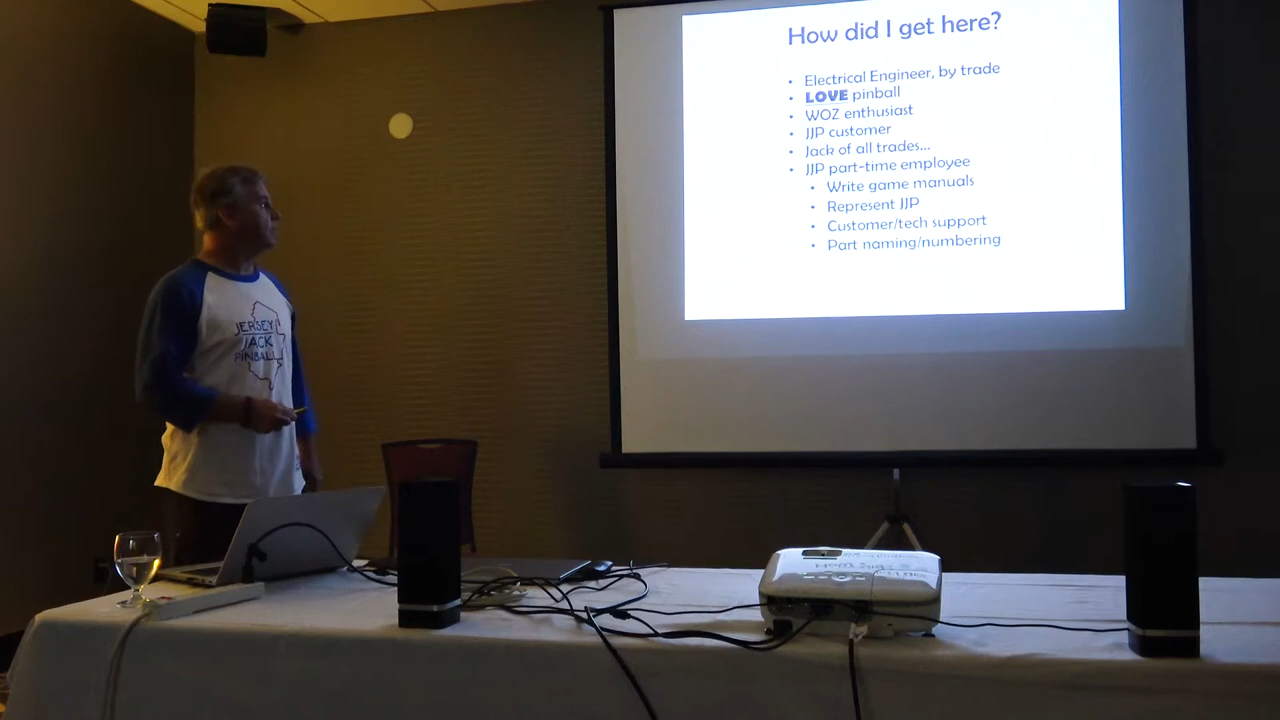 How did I get here?
• Electrical Engineer, by trade
• LOVE pinball
• WOZ enthusiast
• JJP customer
• Jack of all trades...
• JJP part-time employee
• Write game manuals
• Represent JJP
• Customer/tech support
• Part naming/numbering
JERSEY
JACK
PINBALL